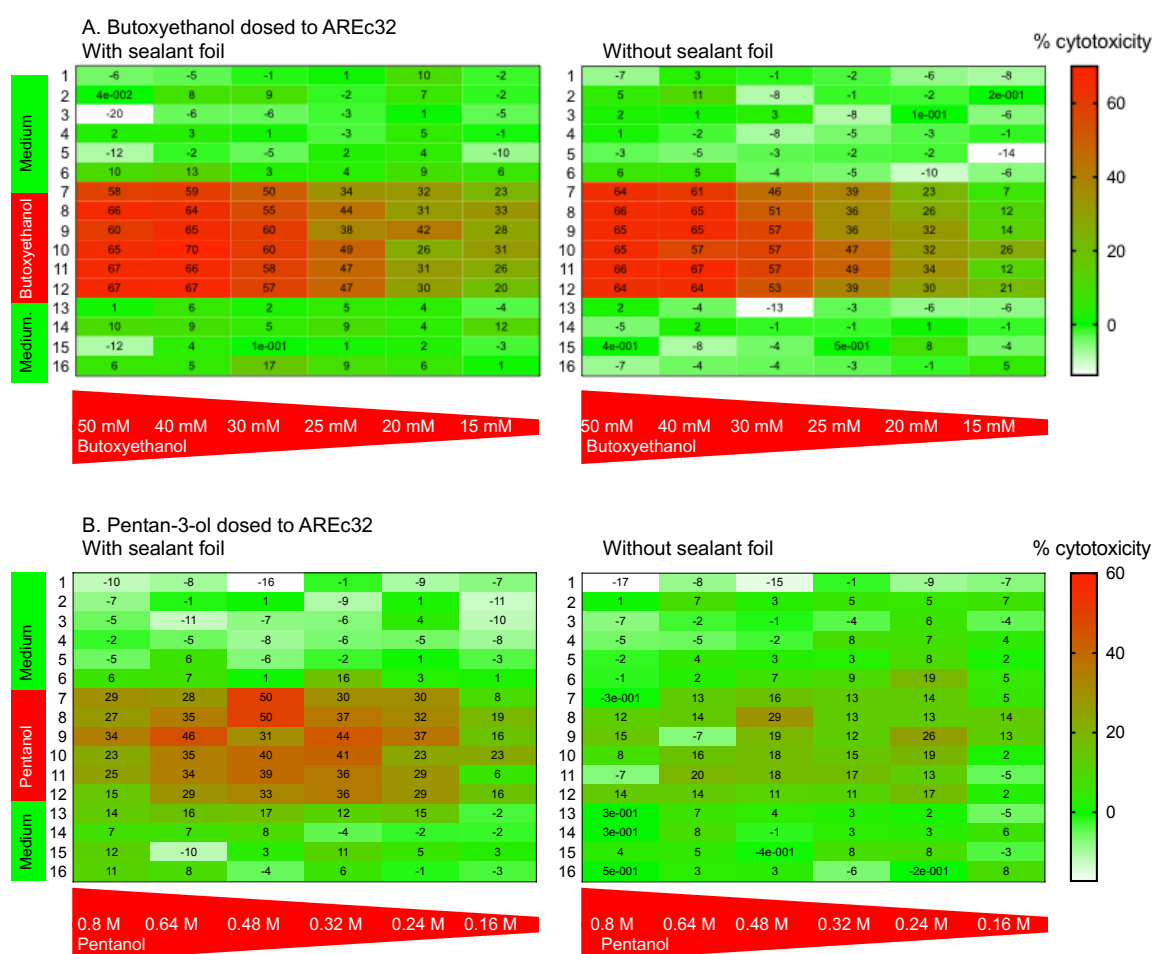 A. Butoxyethanol dosed to AREc32
With sealant foil
Without sealant foil
% cytotoxicity
1 -6 -5 -1 1 10 -2
2 4e-002 8 9 -2 7 -2
3 -20 -6 -6 -3 1 -5
4 2 3 1 -3 5 -1
5 -12 -2 -5 2 4 -10
6 10 13 3 4 9 6
7 58 59 50 34 32 23
8 66 64 55 44 31 33
9 60 65 60 38 42 28
10 65 70 60 49 26 31
11 67 66 58 47 31 26
12 67 67 57 47 30 20
13 1 6 2 5 4 -4
14 10 9 5 9 4 12
15 -12 4 1e-001 1 2 -3
16 6 5 17 9 6 1
Medium
Butoxyethanol
Medium.
50 mM 40 mM 30 mM 25 mM 20 mM 15 mM
Butoxyethanol
1 -7 3 -1 -2 -6 -8
2 5 11 -8 -1 -2 2e-001
3 2 1 3 -8 1e-001 -6
4 1 -2 -8 -5 -3 -1
5 -3 -5 -3 -2 -2 -14
6 6 5 -4 -5 -10 -6
7 64 61 46 39 23 7
8 66 65 51 36 26 12
9 65 65 57 36 32 14
10 65 57 57 47 32 26
11 66 67 57 49 34 12
12 64 64 53 39 30 21
13 2 -4 -13 -3 -6 -6
14 -5 2 -1 -1 1 -1
15 4e-001 -8 -4 5e-001 8 -4
16 -7 -4 -4 -3 -1 5
50 mM 40 mM 30 mM 25 mM 20 mM 15 mM
Butoxyethanol
60
40
20
0
B. Pentan-3-ol dosed to AREc32
With sealant foil
Without sealant foil
% cytotoxicity
1 -10 -8 -16 -1 -9 -7
2 -7 -1 1 -9 1 -11
3 -5 -11 -7 -6 4 -10
4 -2 -5 -8 -6 -5 -8
5 -5 6 -6 -2 1 -3
6 6 7 1 16 3 1
7 29 28 50 30 30 8
8 27 35 50 37 32 19
9 34 46 31 44 37 16
10 23 35 40 41 23 23
11 25 34 39 36 29 6
12 15 29 33 36 29 16
13 14 16 17 12 15 -2
14 7 7 8 -4 -2 -2
15 12 -10 3 11 5 3
16 11 8 -4 6 -1 -3
Medium
Pentanol
Medium
0.8 M 0.64 M 0.48 M 0.32 M 0.24 M 0.16 M
Pentanol
1 -17 -8 -15 -1 -9 -7
2 1 7 3 5 5 7
3 -7 -2 -1 -4 6 -4
4 -5 -5 -2 8 7 4
5 -2 4 3 3 8 2
6 -1 2 7 9 19 5
7 -3e-001 13 16 13 14 5
8 12 14 29 13 13 14
9 15 -7 19 12 26 13
10 8 16 18 15 19 2
11 -7 20 18 17 13 -5
12 14 14 11 11 17 2
13 3e-001 7 4 3 2 -5
14 3e-001 8 -1 3 3 6
15 4 5 -4e-001 8 8 -3
16 5e-001 3 3 -6 -2e-001 8
0.8 M 0.64 M 0.48 M 0.32 M 0.24 M 0.16 M
Pentanol
60
40
20
0